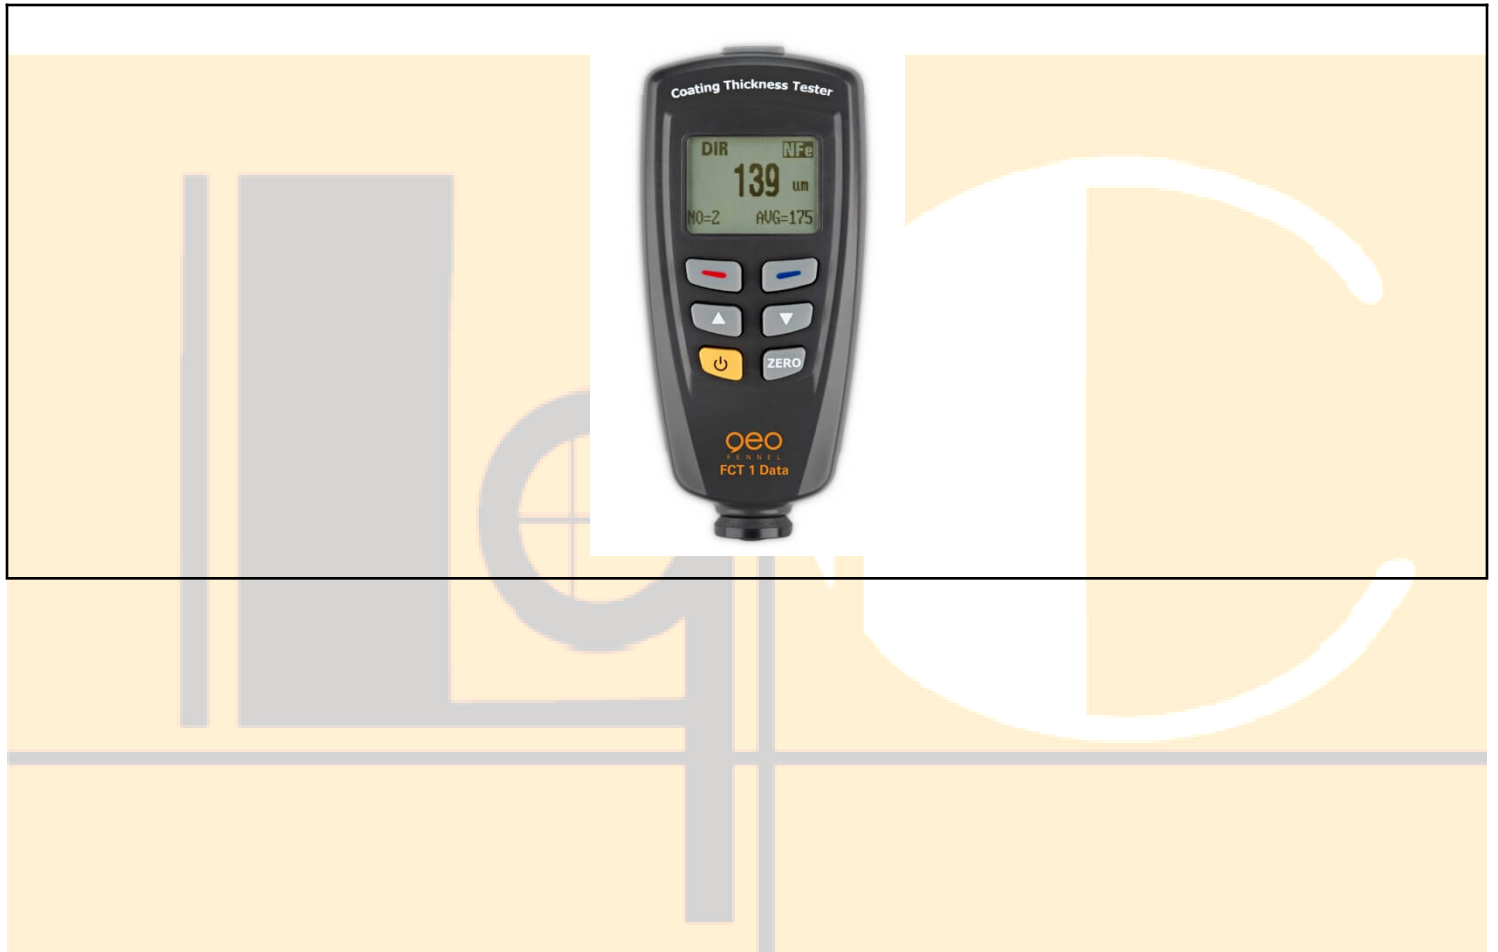 Coating Thickness Tester
DIR NFe
139 um
NO=2 AVG=175
ZERO
geo
FENNEL
FCT 1 Data